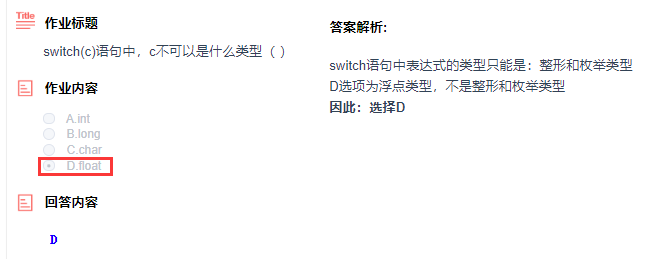 Title
作业标题
switch(c)语句中，c不可以是什么类型（ ）
作业内容
A.int
B.long
C.char
D.float
回答内容
D
答案解析:
switch语句中表达式的类型只能是：整形和枚举类型
D选项为浮点类型，不是整形和枚举类型
因此：选择D